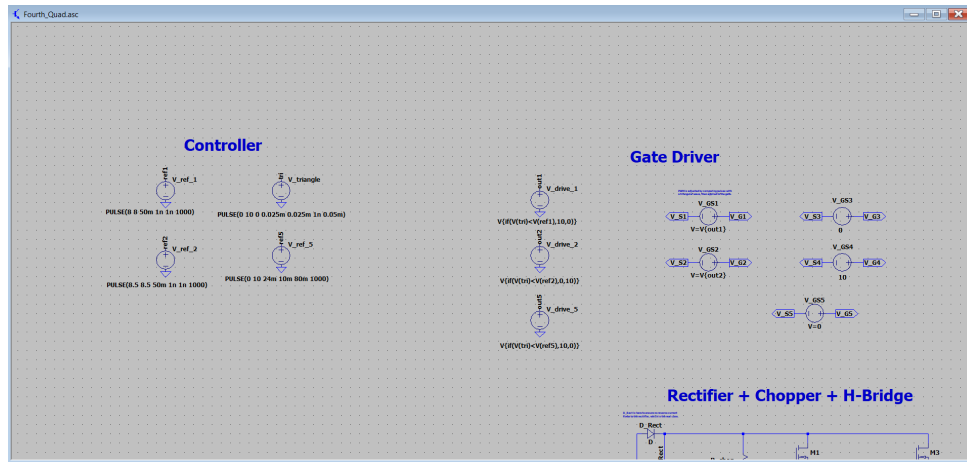 Fourth_Quad.asc
Controller
Gate Driver
ref1
V_ref_1
PULSE(8 8 50m 1n 1n 1000)
tri
V_triangle
PULSE(0 10 0 0.025m 0.025m 1n 0.05m)
ref2
V_ref_2
PULSE(8.5 8.5 50m 1n 1n 1000)
ref5
V_ref_5
PULSE(0 10 24m 10m 80m 1000)
out1
V_drive_1
V{if(V(tri)<V(ref1),10,0)}
out2
V_drive_2
V{if(V(tri)<V(ref2),0,10)}
out5
V_drive_5
V{if(V(tri)<V(ref5),10,0)}
V_GS1
V_S1
V_G1
V=V{out1}
V_GS3
V_S3
V_G3
0
V_GS2
V_S2
V_G2
V=V{out2}
V_GS4
V_S4
V_G4
10
V_GS5
V_S5
V_G5
V=0
Rectifier + Chopper + H-Bridge
D_Rect
D
M1
M3